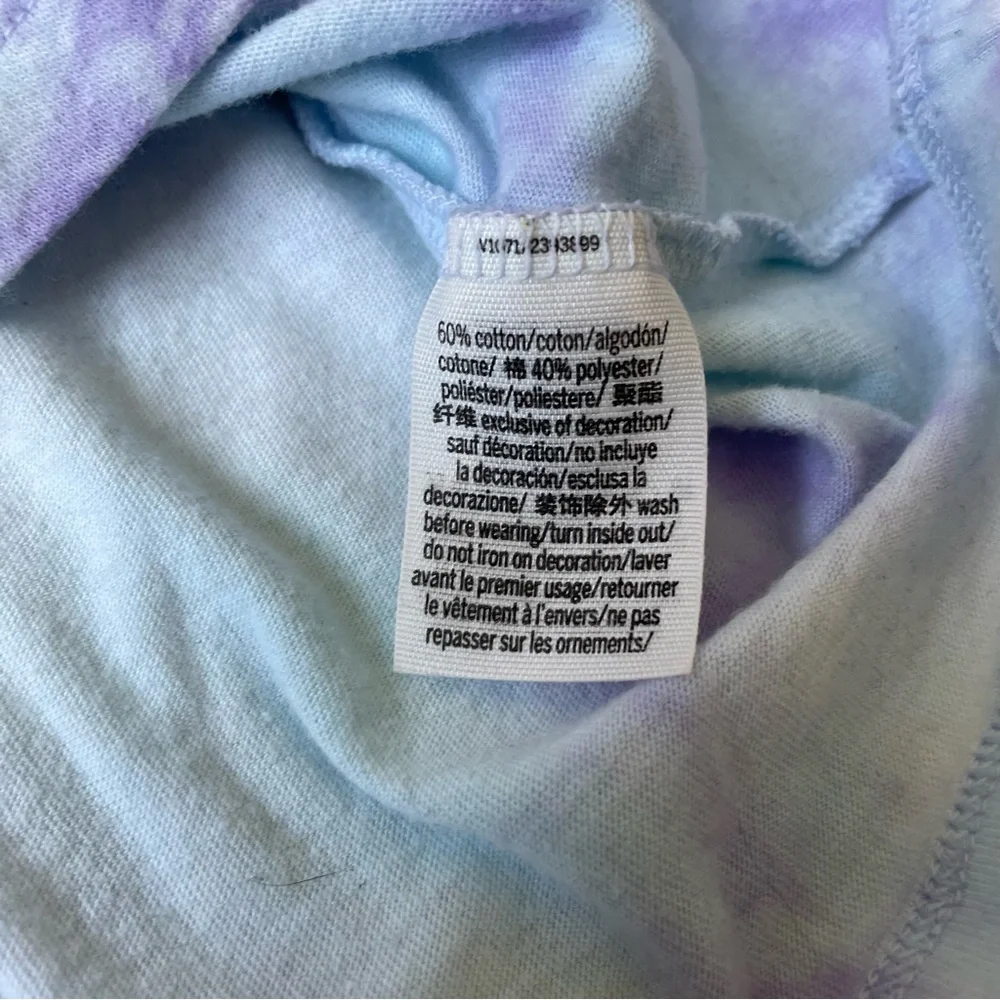 60% cotton/coton/algodón/
cotone/ 棉 40% polyester/
poliéster/poliestere/ 聚酯
纤维 exclusive of decoration/
sauf décoration/no incluye
la decoración/esclusa la
decorazione/ 装饰除外 wash
before wearing/turn inside out/
do not iron on decoration/laver
avant le premier usage/retourner
le vêtement à l'envers/ne pas
repasser sur les ornements/